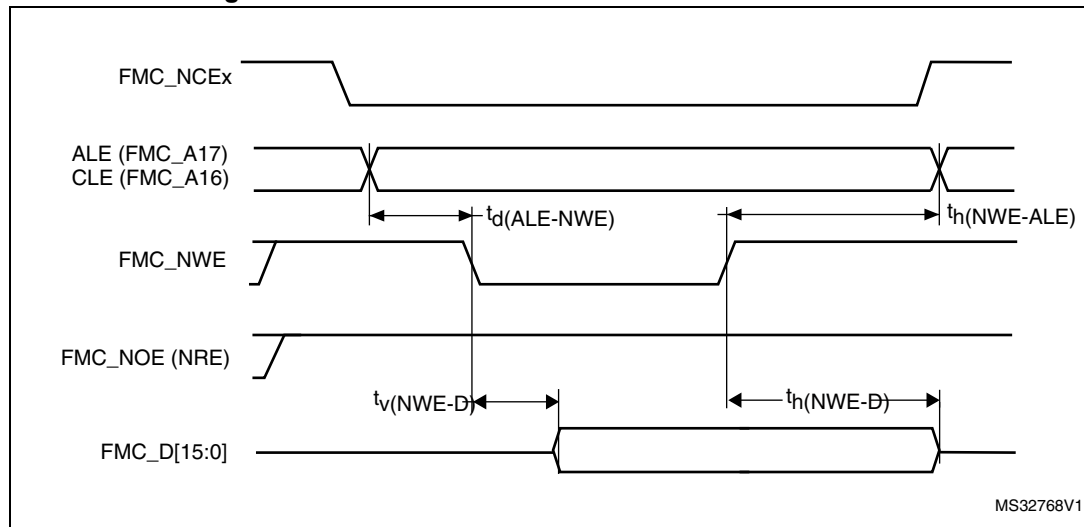 FMC_NCEx
ALE (FMC_A17)
CLE (FMC_A16)
td(ALE-NWE)
th(NWE-ALE)
FMC_NWE
FMC_NOE (NRE)
tv(NWE-D)
th(NWE-D)
FMC_D[15:0]
MS32768V1